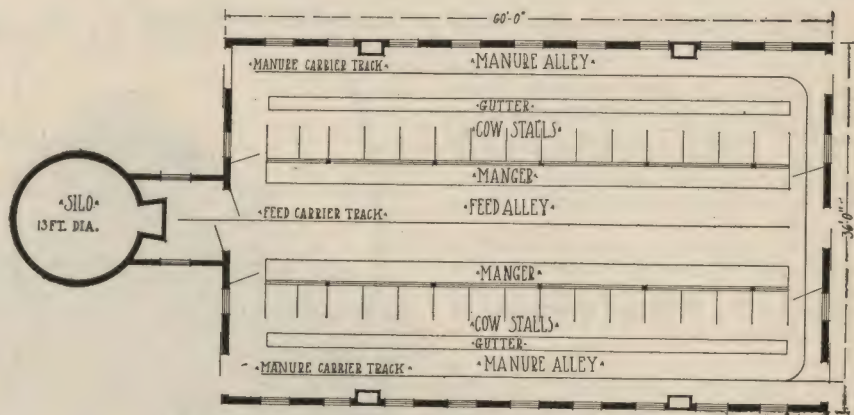 60'-0"
MANURE CARRIER TRACK
MANURE ALLEY
GUTTER
COW STALLS
MANGER
SILO
13 FT. DIA.
FEED CARRIER TRACK
FEED ALLEY
36'-0"
MANGER
COW STALLS
GUTTER
MANURE CARRIER TRACK
MANURE ALLEY